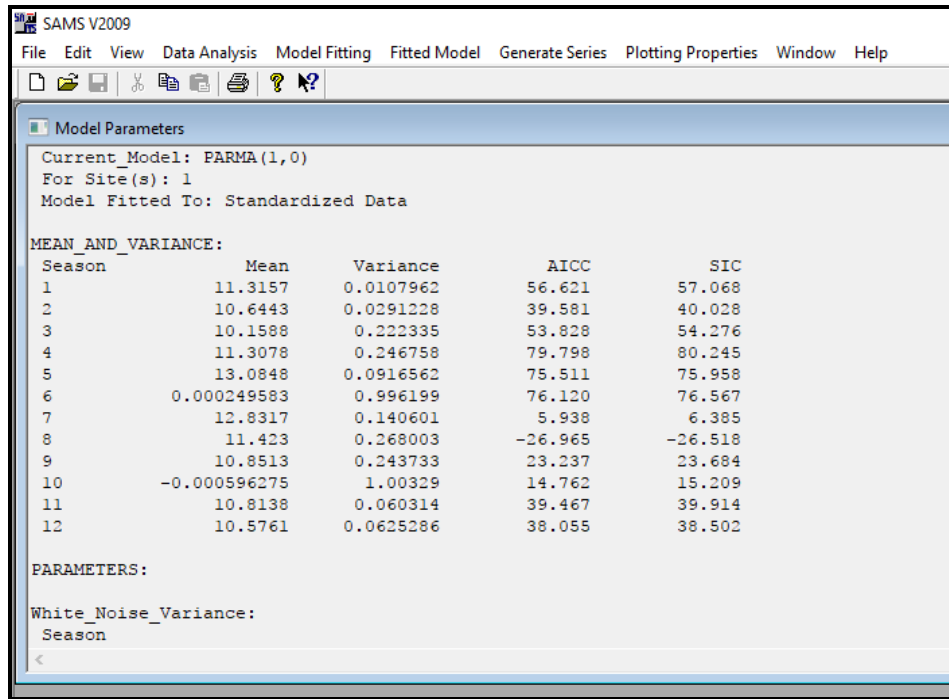 SAMS V2009
File Edit View Data Analysis Model Fitting Fitted Model Generate Series Plotting Properties Window Help
Model Parameters
Current_Model: PARMA(1,0)
For Site(s): 1
Model Fitted To: Standardized Data
MEAN_AND_VARIANCE:
Season Mean Variance AICC SIC
1 11.3157 0.0107962 56.621 57.068
2 10.6443 0.0291228 39.581 40.028
3 10.1588 0.222335 53.828 54.276
4 11.3078 0.246758 79.798 80.245
5 13.0848 0.0916562 75.511 75.958
6 0.000249583 0.996199 76.120 76.567
7 12.8317 0.140601 5.938 6.385
8 11.423 0.268003 -26.965 -26.518
9 10.8513 0.243733 23.237 23.684
10 -0.000596275 1.00329 14.762 15.209
11 10.8138 0.060314 39.467 39.914
12 10.5761 0.0625286 38.055 38.502
PARAMETERS:
White_Noise_Variance:
Season